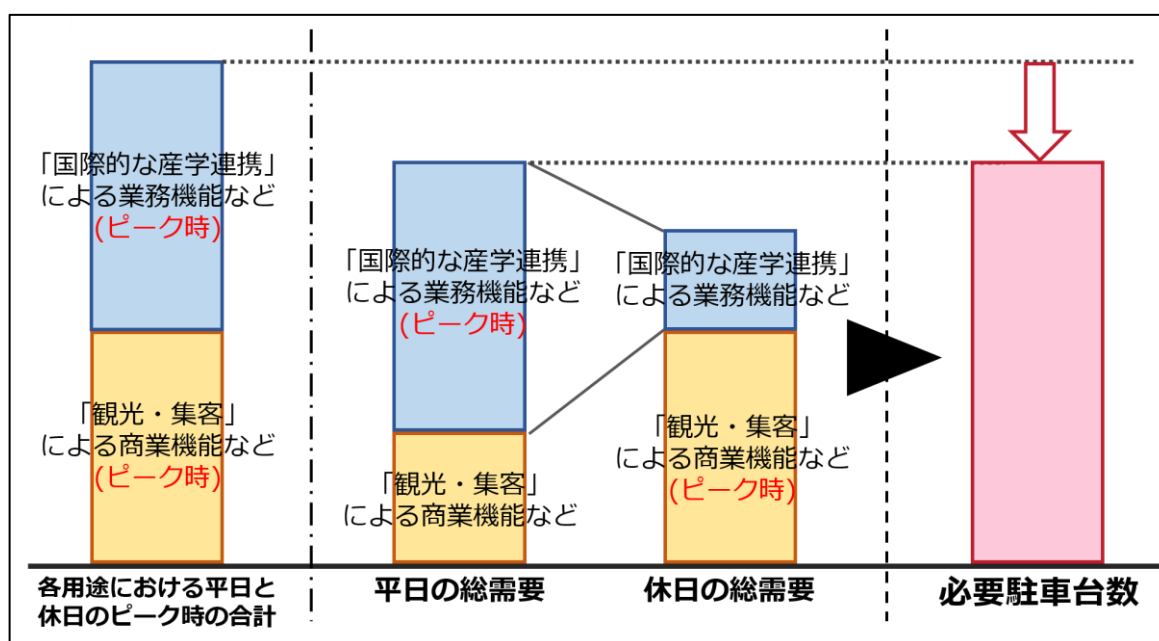 「国際的な産学連携」
による業務機能など
(ピーク時)
「観光・集客」
による商業機能など
(ピーク時)
各用途における平日と
休日のピーク時の合計
「国際的な産学連携」
による業務機能など
(ピーク時)
「観光・集客」
による商業機能など
平日の総需要
「国際的な産学連携」
による業務機能など
「観光・集客」
による商業機能など
(ピーク時)
休日の総需要
必要駐車台数